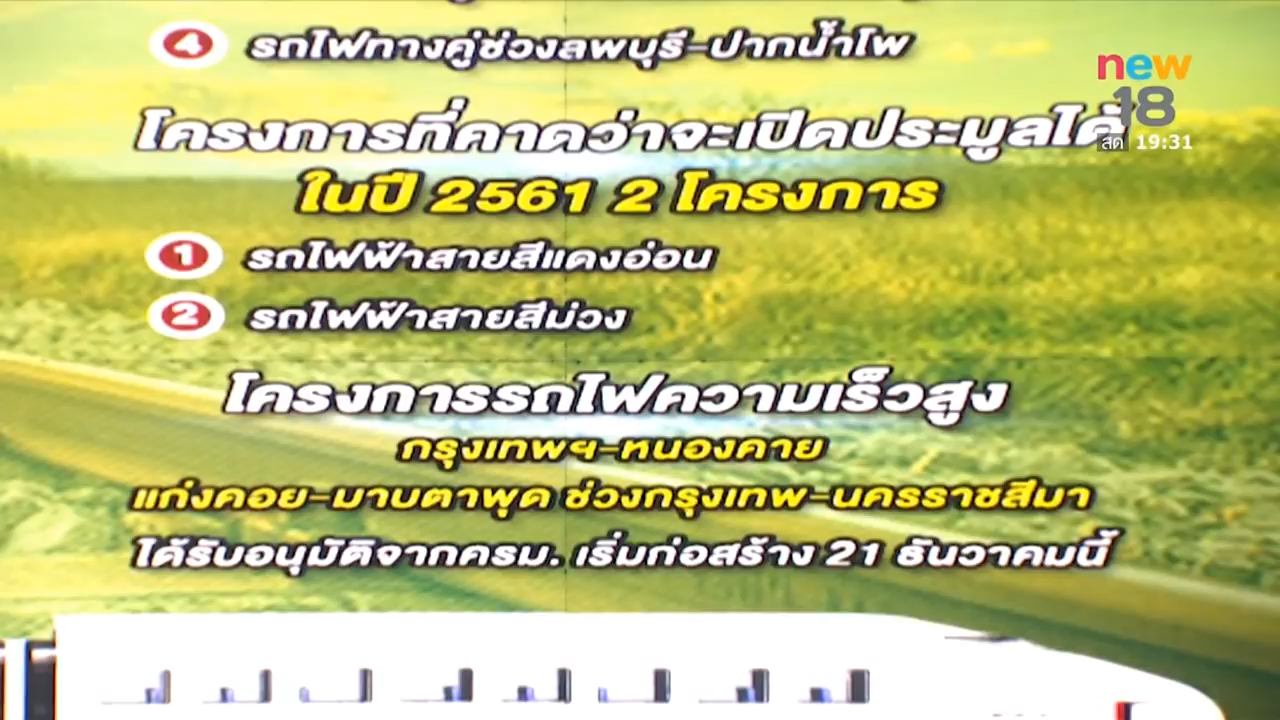 4 รถไฟทางคู่ช่วงลพบุรี-ปากน้ำโพ
new
18
สด 19:31
โครงการที่คาดว่าจะเปิดประมูลได้
ในปี 2561 2 โครงการ
1 รถไฟฟ้าสายสีแดงอ่อน
2 รถไฟฟ้าสายสีม่วง
โครงการรถไฟความเร็วสูง
กรุงเทพฯ-หนองคาย
แก่งคอย-มาบตาพุด ช่วงกรุงเทพ-นครราชสีมา
ได้รับอนุมัติจากครม. เริ่มก่อสร้าง 21 ธันวาคมนี้